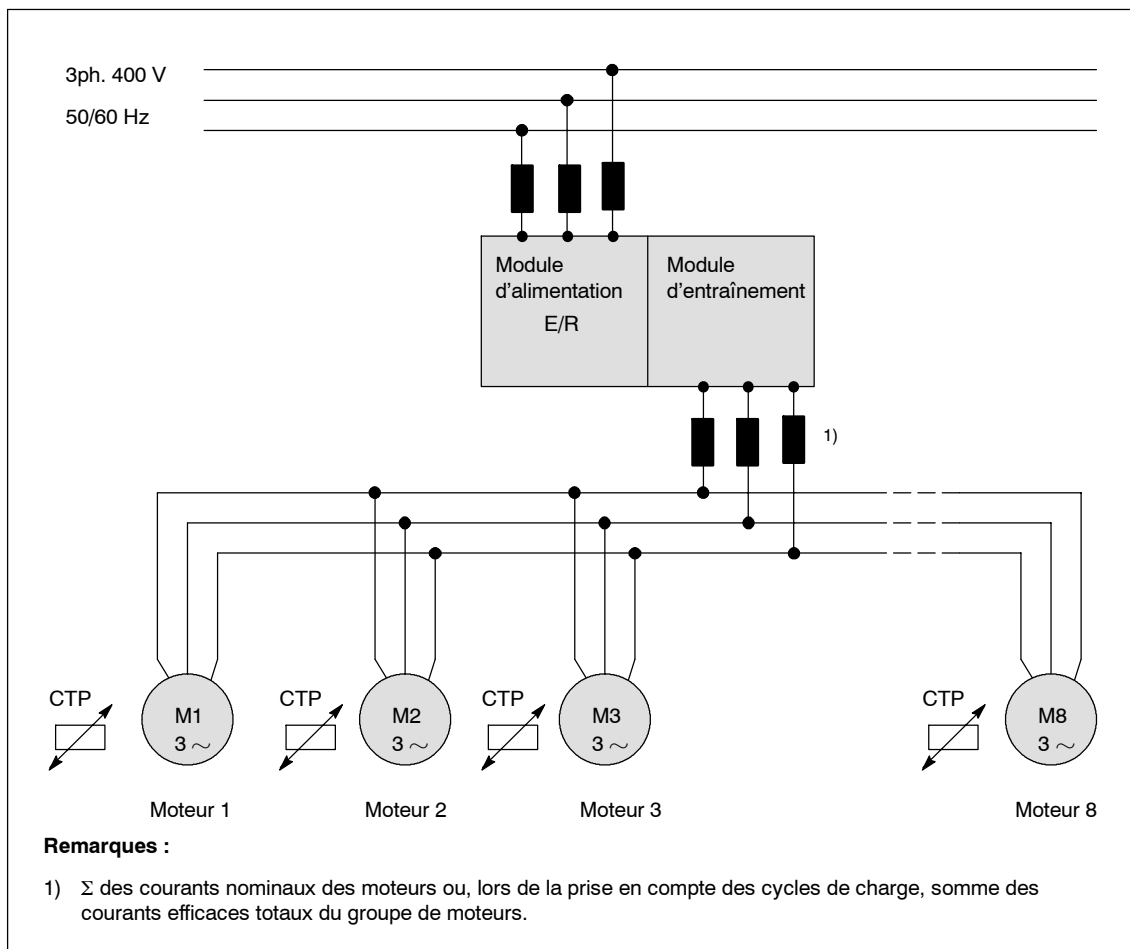 3ph. 400 V
50/60 Hz
Module
d'alimentation
E/R
Module
d'entraînement
1)
CTP
M1
3 ∼
Moteur 1
CTP
M2
3 ∼
Moteur 2
CTP
M3
3 ∼
Moteur 3
CTP
M8
3 ∼
Moteur 8
Remarques :
1) Σ des courants nominaux des moteurs ou, lors de la prise en compte des cycles de charge, somme des
courants efficaces totaux du groupe de moteurs.